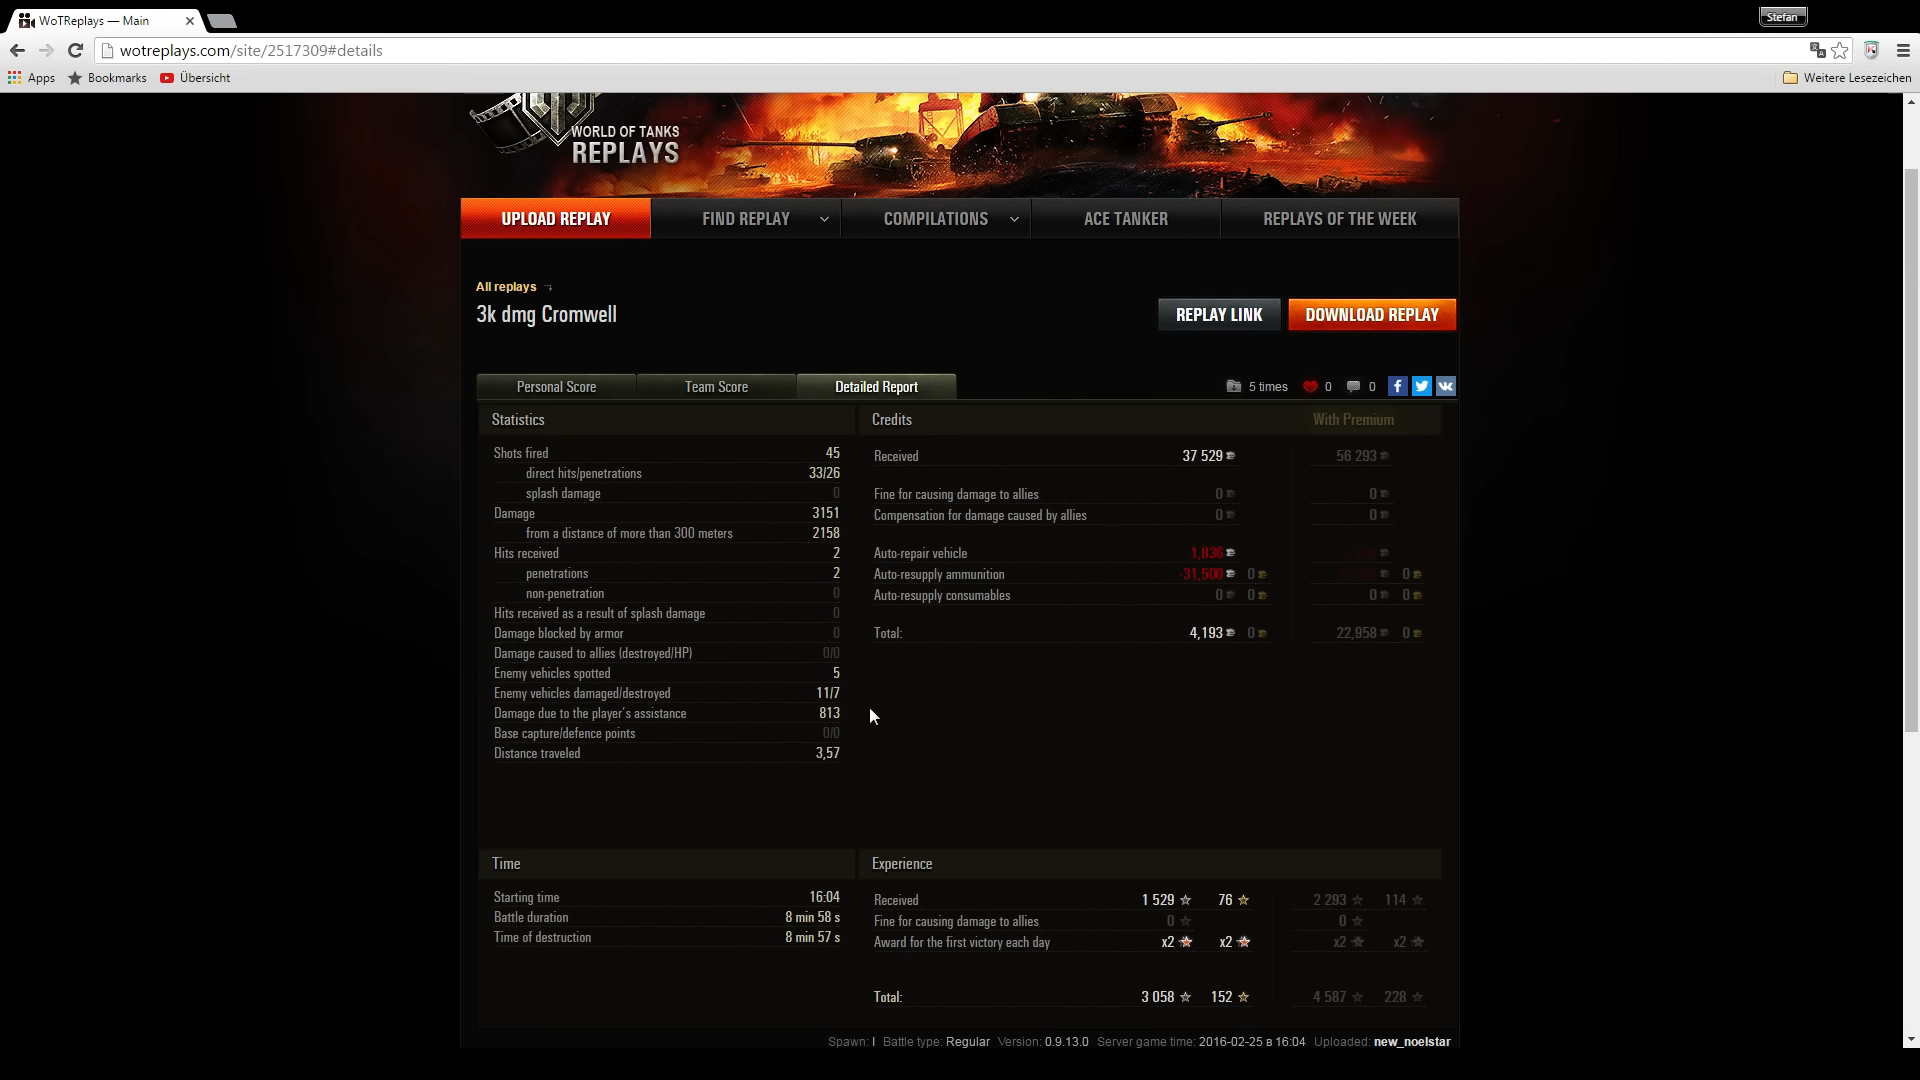 WoTReplays — Main
Stefan
wotreplays.com/site/2517309#details
Apps Bookmarks Übersicht Weitere Lesezeichen
WORLD OF TANKS
REPLAYS
UPLOAD REPLAY FIND REPLAY COMPILATIONS ACE TANKER REPLAYS OF THE WEEK
All replays
3k dmg Cromwell
REPLAY LINK DOWNLOAD REPLAY
Personal Score Team Score Detailed Report 5 times 0 0
Statistics
Shots fired 45
direct hits/penetrations 33/26
splash damage 0
Damage 3151
from a distance of more than 300 meters 2158
Hits received 2
penetrations 2
non-penetration 0
Hits received as a result of splash damage 0
Damage blocked by armor 0
Damage caused to allies (destroyed/HP) 0/0
Enemy vehicles spotted 5
Enemy vehicles damaged/destroyed 11/7
Damage due to the player's assistance 813
Base capture/defence points 0/0
Distance traveled 3,57
Credits With Premium
Received 37 529 56 293
Fine for causing damage to allies 0 0
Compensation for damage caused by allies 0 0
Auto-repair vehicle -1,836
Auto-resupply ammunition -31,500 0 0
Auto-resupply consumables 0 0 0 0
Total: 4,193 0 22,958 0
Time
Starting time 16:04
Battle duration 8 min 58 s
Time of destruction 8 min 57 s
Experience
Received 1 529 76 2 293 114
Fine for causing damage to allies 0 0
Award for the first victory each day x2 x2 x2 x2
Total: 3 058 152 4 587 228
Spawn: I Battle type: Regular Version: 0.9.13.0 Server game time: 2016-02-25 в 16:04 Uploaded: new_noelstar